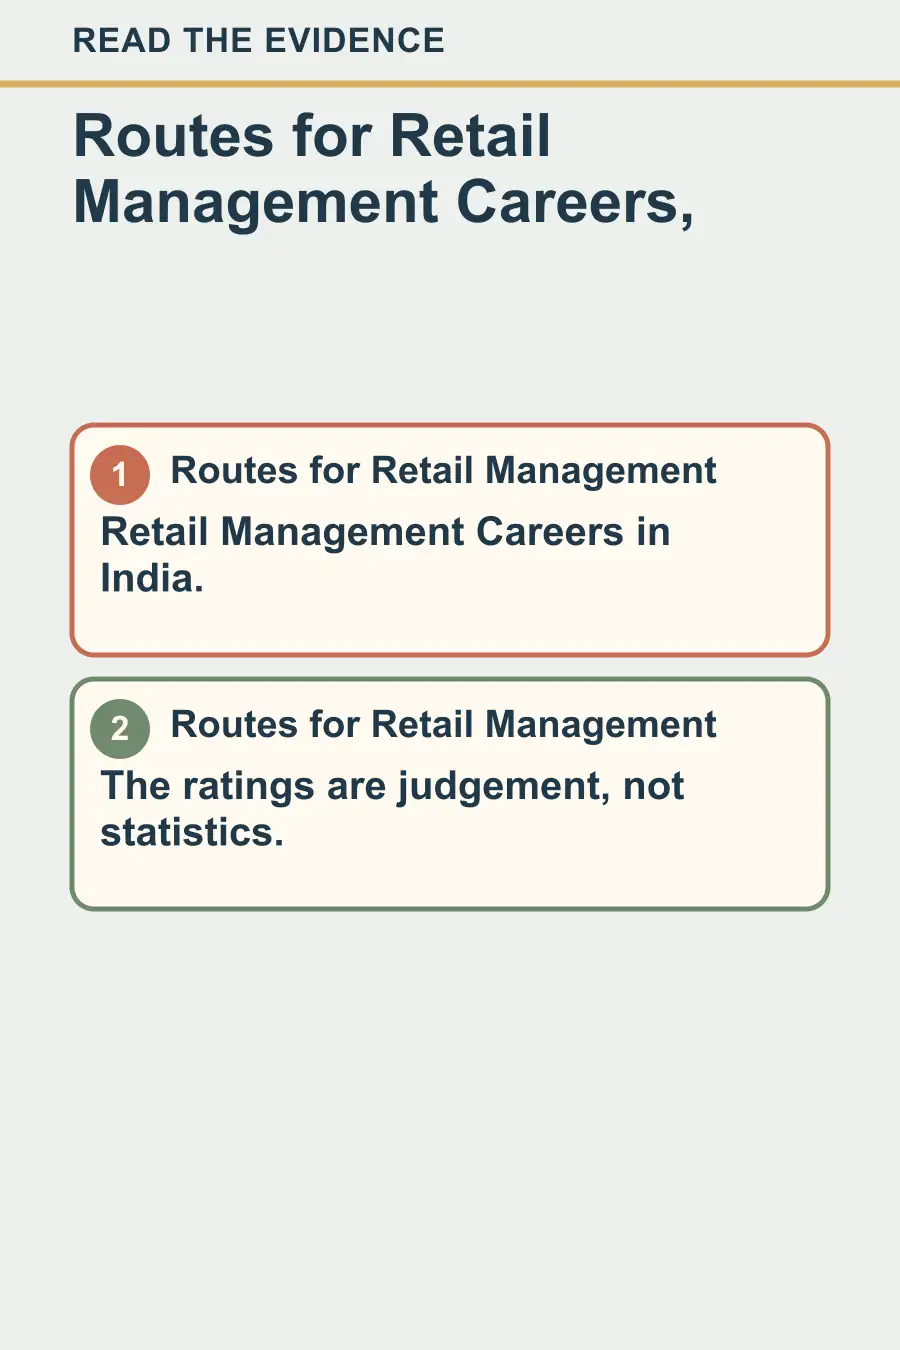 READ THE EVIDENCE
Routes for Retail
Management Careers,
1 Routes for Retail Management
Retail Management Careers in
India.
2 Routes for Retail Management
The ratings are judgement, not
statistics.